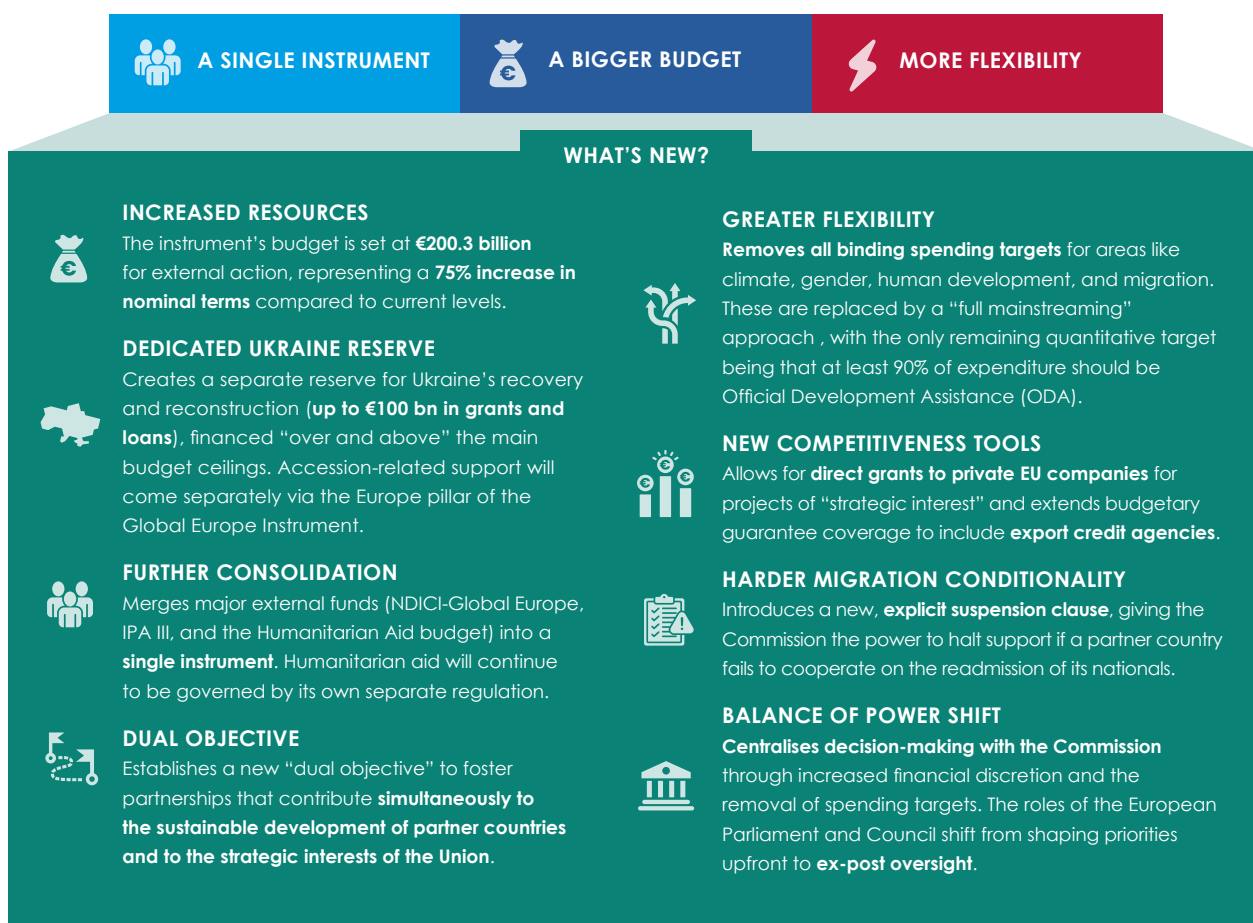 A SINGLE INSTRUMENT
A BIGGER BUDGET
MORE FLEXIBILITY
WHAT'S NEW?
INCREASED RESOURCES
The instrument's budget is set at €200.3 billion
for external action, representing a 75% increase in
nominal terms compared to current levels.
DEDICATED UKRAINE RESERVE
Creates a separate reserve for Ukraine's recovery
and reconstruction (up to €100 bn in grants and
loans), financed "over and above" the main
budget ceilings. Accession-related support will
come separately via the Europe pillar of the
Global Europe Instrument.
FURTHER CONSOLIDATION
Merges major external funds (NDICI-Global Europe,
IPA III, and the Humanitarian Aid budget) into a
single instrument. Humanitarian aid will continue
to be governed by its own separate regulation.
DUAL OBJECTIVE
Establishes a new "dual objective" to foster
partnerships that contribute simultaneously to
the sustainable development of partner countries
and to the strategic interests of the Union.
GREATER FLEXIBILITY
Removes all binding spending targets for areas like
climate, gender, human development, and migration.
These are replaced by a "full mainstreaming"
approach , with the only remaining quantitative target
being that at least 90% of expenditure should be
Official Development Assistance (ODA).
NEW COMPETITIVENESS TOOLS
Allows for direct grants to private EU companies for
projects of "strategic interest" and extends budgetary
guarantee coverage to include export credit agencies.
HARDER MIGRATION CONDITIONALITY
Introduces a new, explicit suspension clause, giving the
Commission the power to halt support if a partner country
fails to cooperate on the readmission of its nationals.
BALANCE OF POWER SHIFT
Centralises decision-making with the Commission
through increased financial discretion and the
removal of spending targets. The roles of the European
Parliament and Council shift from shaping priorities
upfront to ex-post oversight.